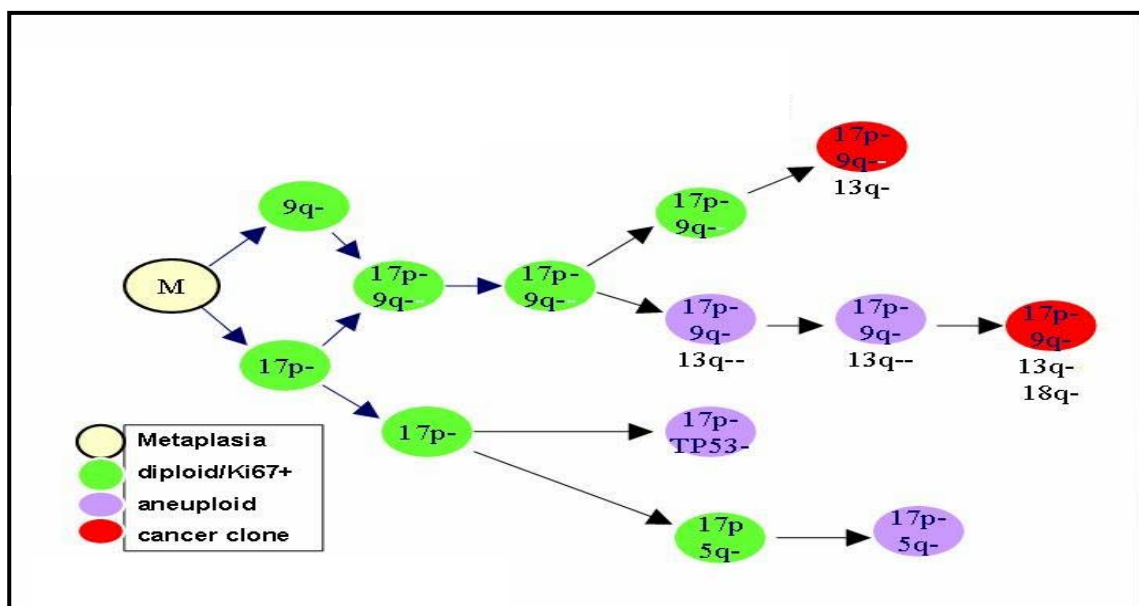 17p-
9q--
13q-
17p-
9q--
9q-
M
17p-
9q--
17p-
9q--
17p-
9q-
13q--
17p-
9q-
13q--
17p-
9q-
13q-
18q-
17p-
17p-
17p-
TP53-
17p
5q-
17p-
5q-
Metaplasia
diploid/Ki67+
aneuploid
cancer clone